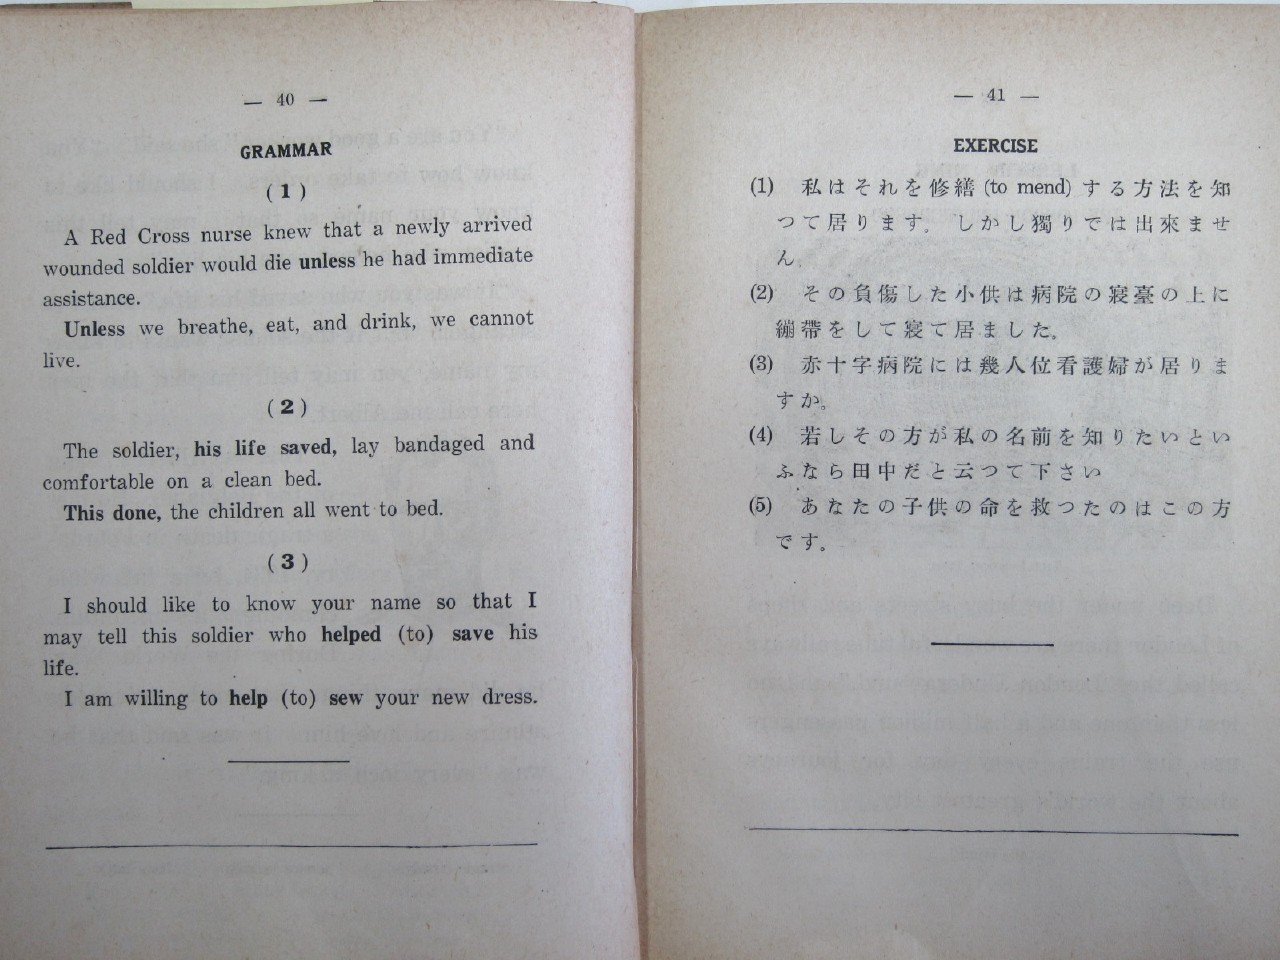 — 40 —
GRAMMAR
(1)
A Red Cross nurse knew that a newly arrived
wounded soldier would die unless he had immediate
assistance.
Unless we breathe, eat, and drink, we cannot
live.
(2)
The soldier, his life saved, lay bandaged and
comfortable on a clean bed.
This done, the children all went to bed.
(3)
I should like to know your name so that I
may tell this soldier who helped (to) save his
life.
I am willing to help (to) sew your new dress.
— 41 —
EXERCISE
(1) 私はそれを修繕 (to mend) する方法を知
つて居ります。しかし獨りでは出來ませ
ん。
(2) その負傷した小供は病院の寝臺の上に
繃帶をして寝て居ました。
(3) 赤十字病院には幾人位看護婦が居りま
すか。
(4) 若しその方が私の名前を知りたいとい
ふなら田中だと云つて下さい
(5) あなたの子供の命を救つたのはこの方
です。